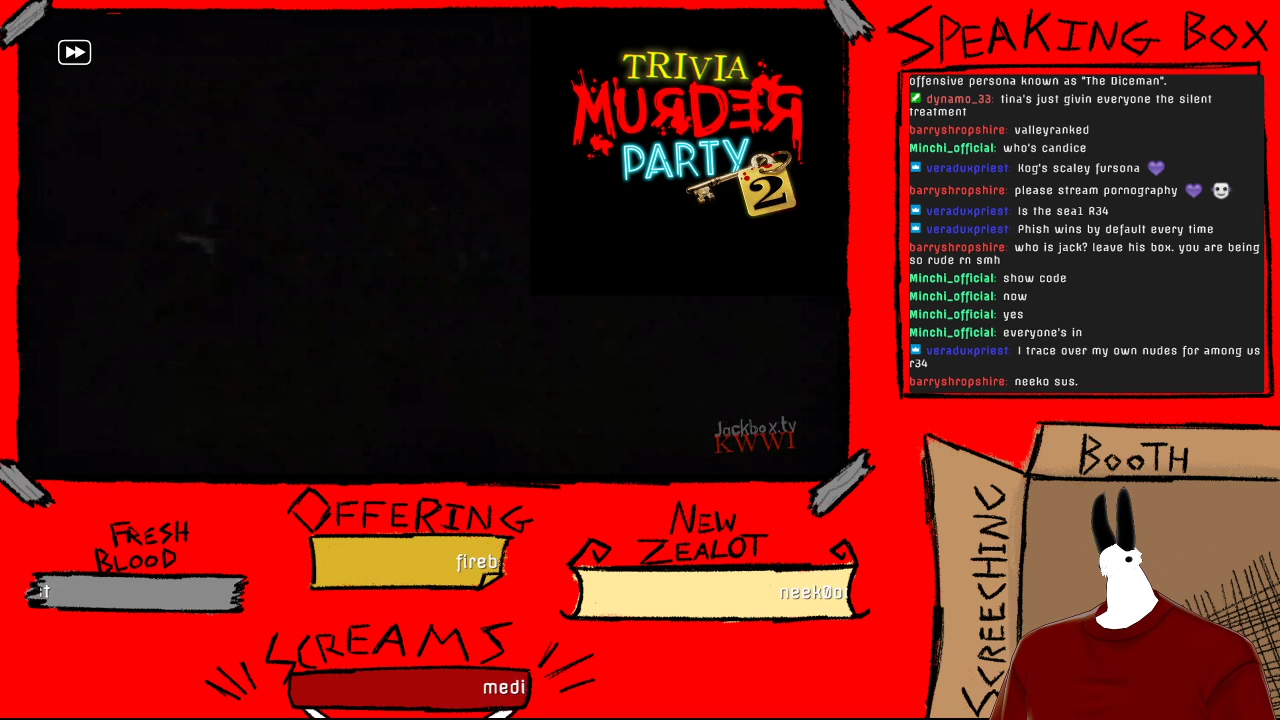 SPEAKING BOX
offensive persona known as "The Diceman".
dynamo_33: tina's just givin everyone the silent
treatment
barryshropshire: valleyranked
Minchi_official: who's candice
veraduxpriest: Kog's scaley fursona
barryshropshire: please stream pornography
veraduxpriest: Is the seal R34
veraduxpriest: Phish wins by default every time
barryshropshire: who is jack? leave his box. you are being
so rude rn smh
Minchi_official: show code
Minchi_official: now
Minchi_official: yes
Minchi_official: everyone's in
veraduxpriest: I trace over my own nudes for among us
r34
barryshropshire: neeko sus.
TRIVIA
MURDER
PARTY
2
Jackbox.tv
KWWI
OFFERING
fireb
FRESH
BLOOD
it
NEW
ZEALOT
neek0o
SCREAMS
medi
BOOTH
SCREECHING